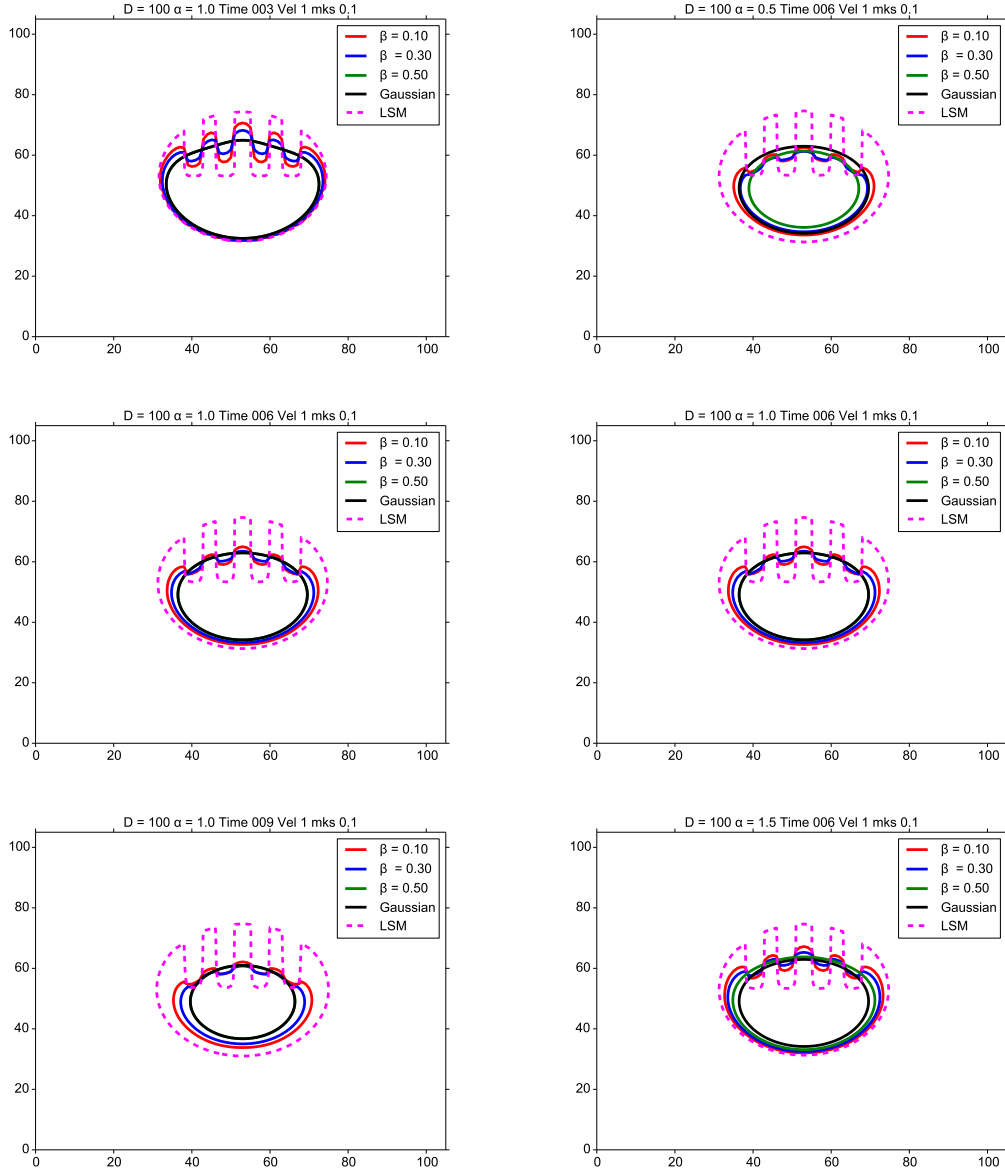 D = 100 α = 1.0 Time 003 Vel 1 mks 0.1
100
80
60
40
20
0
0 20 40 60 80 100
β = 0.10
β  = 0.30
β = 0.50
Gaussian
LSM
D = 100 α = 0.5 Time 006 Vel 1 mks 0.1
100
80
60
40
20
0
0 20 40 60 80 100
β = 0.10
β  = 0.30
β = 0.50
Gaussian
LSM
D = 100 α = 1.0 Time 006 Vel 1 mks 0.1
100
80
60
40
20
0
0 20 40 60 80 100
β = 0.10
β  = 0.30
β = 0.50
Gaussian
LSM
D = 100 α = 1.0 Time 006 Vel 1 mks 0.1
100
80
60
40
20
0
0 20 40 60 80 100
β = 0.10
β  = 0.30
β = 0.50
Gaussian
LSM
D = 100 α = 1.0 Time 009 Vel 1 mks 0.1
100
80
60
40
20
0
0 20 40 60 80 100
β = 0.10
β  = 0.30
β = 0.50
Gaussian
LSM
D = 100 α = 1.5 Time 006 Vel 1 mks 0.1
100
80
60
40
20
0
0 20 40 60 80 100
β = 0.10
β  = 0.30
β = 0.50
Gaussian
LSM